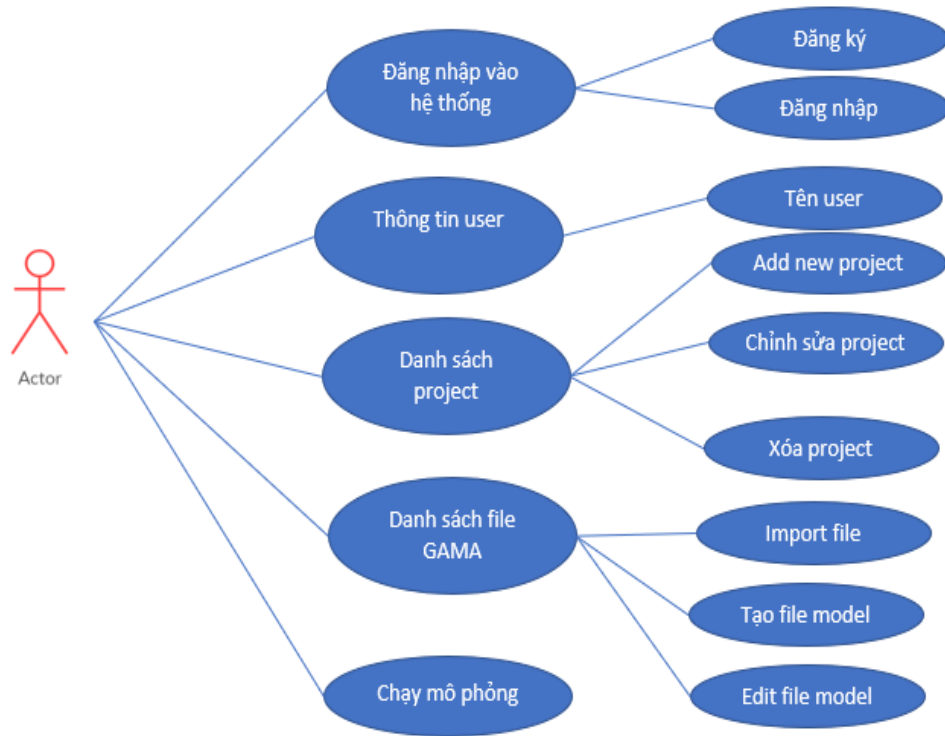 Đăng nhập vào
hệ thống
Đăng ký
Đăng nhập
Thông tin user
Tên user
Actor
Danh sách
project
Add new project
Chỉnh sửa project
Xóa project
Danh sách file
GAMA
Import file
Tạo file model
Edit file model
Chạy mô phỏng